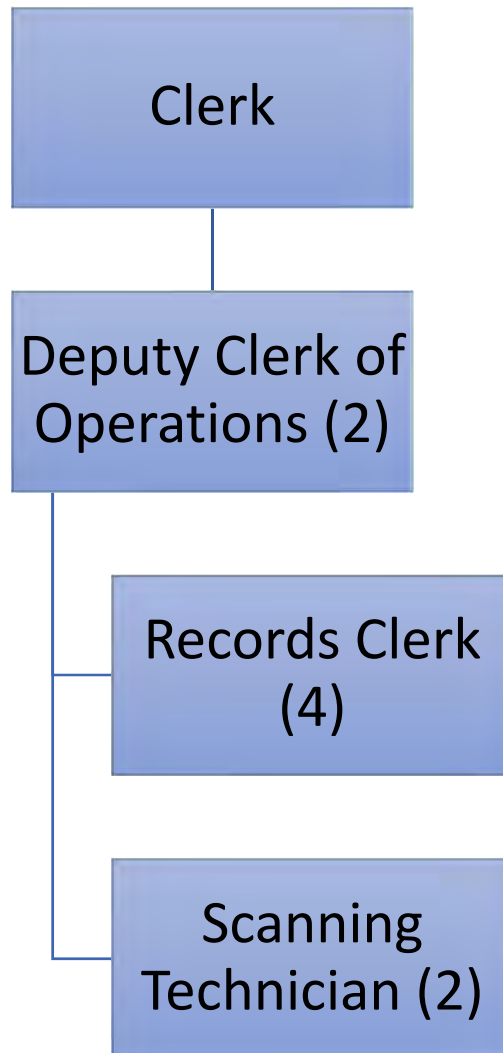 Clerk
Deputy Clerk of
Operations (2)
Records Clerk
(4)
Scanning
Technician (2)